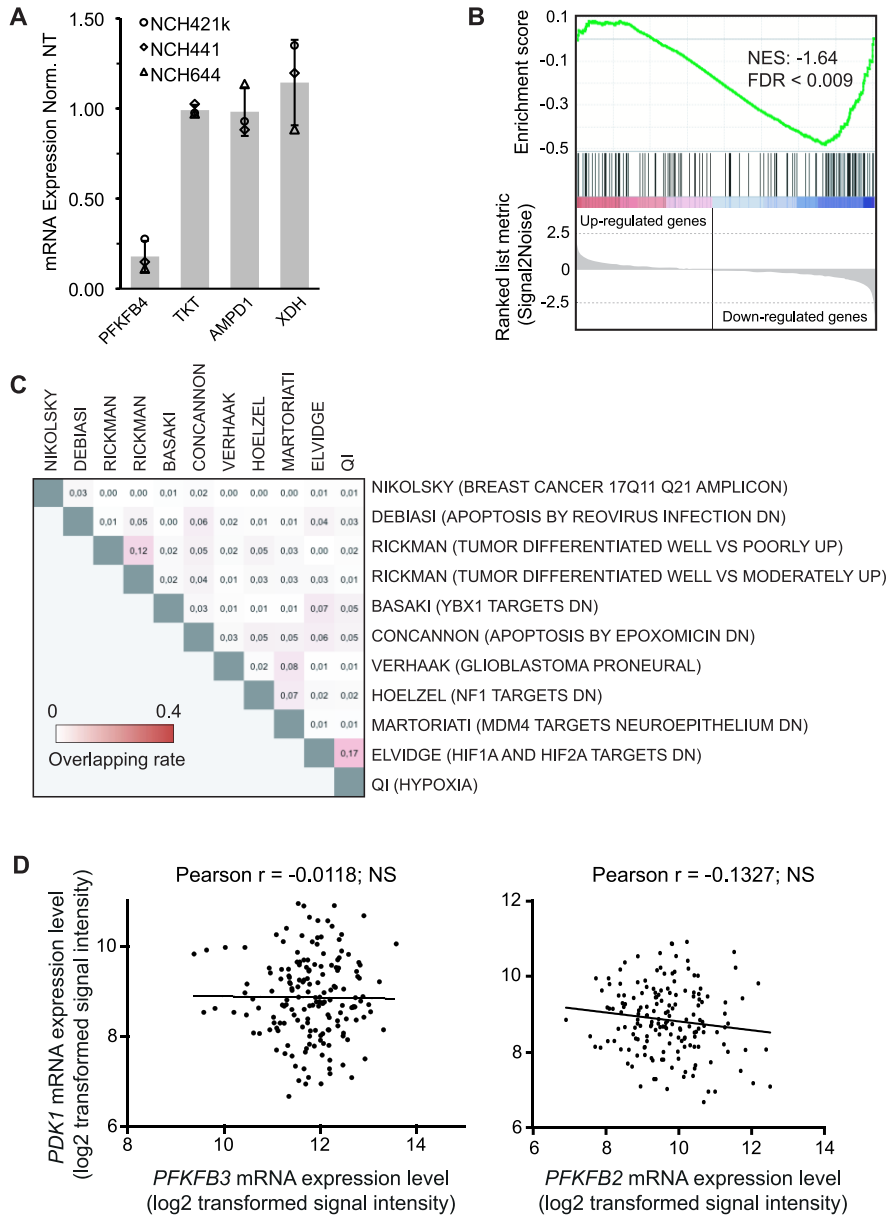 A
NCH421k
NCH441
NCH644
mRNA Expression Norm. NT
1.50
1.00
0.50
0.00
PFKFB4
TKT
AMPD1
XDH
B
Enrichment score
0.1
-0.1
-0.3
-0.5
NES: -1.64
FDR < 0.009
Ranked list metric
(Signal2Noise)
Up-regulated genes
2.5
0
-2.5
Down-regulated genes
C
NIKOLSKY
DEBIASI
RICKMAN
RICKMAN
BASAKI
CONCANNON
VERHAAK
HOELZEL
MARTORIATI
ELVIDGE
QI
0,03 0,00 0,00 0,01 0,02 0,00 0,00 0,00 0,01 0,01 NIKOLSKY (BREAST CANCER 17Q11 Q21 AMPLICON)
0,01 0,05 0,00 0,06 0,02 0,01 0,01 0,04 0,03 DEBIASI (APOPTOSIS BY REOVIRUS INFECTION DN)
0,12 0,02 0,05 0,02 0,05 0,03 0,00 0,02 RICKMAN (TUMOR DIFFERENTIATED WELL VS POORLY UP)
0,02 0,04 0,01 0,03 0,03 0,03 0,01 RICKMAN (TUMOR DIFFERENTIATED WELL VS MODERATELY UP)
0,03 0,01 0,01 0,01 0,07 0,05 BASAKI (YBX1 TARGETS DN)
0,03 0,05 0,05 0,06 0,05 CONCANNON (APOPTOSIS BY EPOXOMICIN DN)
0,02 0,08 0,01 0,01 VERHAAK (GLIOBLASTOMA PRONEURAL)
0,07 0,02 0,02 HOELZEL (NF1 TARGETS DN)
0,01 0,01 MARTORIATI (MDM4 TARGETS NEUROEPITHELIUM DN)
0,17 ELVIDGE (HIF1A AND HIF2A TARGETS DN)
QI (HYPOXIA)
0 0.4
Overlapping rate
D
Pearson r = -0.0118; NS
PDK1 mRNA expression level
(log2 transformed signal intensity)
10
8
6
8 10 12 14
PFKFB3 mRNA expression level
(log2 transformed signal intensity)
Pearson r = -0.1327; NS
12
10
8
6
6 8 10 12 14
PFKFB2 mRNA expression level
(log2 transformed signal intensity)